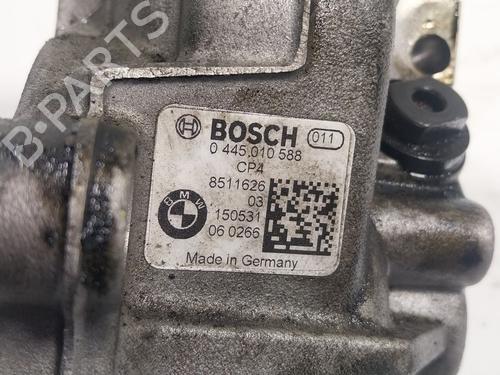 B-PARTS
BOSCH 011
0 445 010 588
CP4
8511626
03
BMW
150531
06 0266
Made in Germany